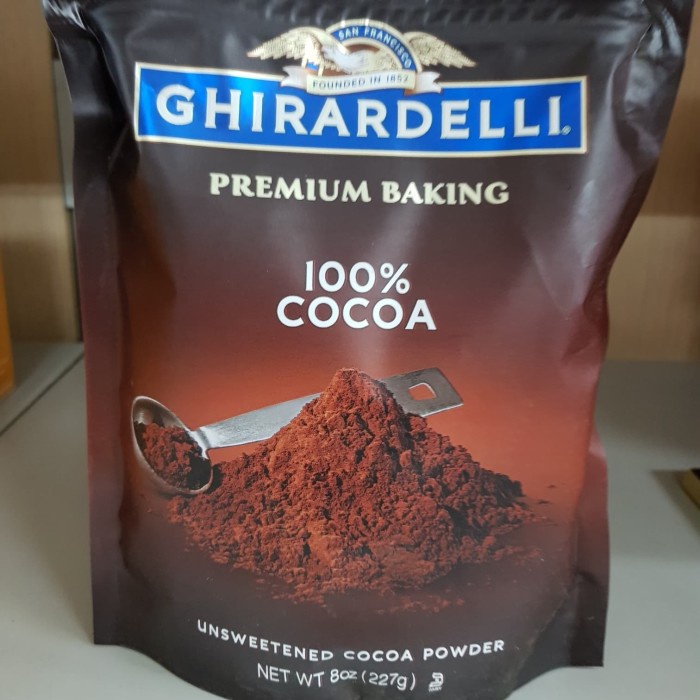 SAN FRANCISCO
FOUNDED IN 1852
GHIRARDELLI
PREMIUM BAKING
100%
COCOA
UNSWEETENED COCOA POWDER
NET WT 8oz (227g)